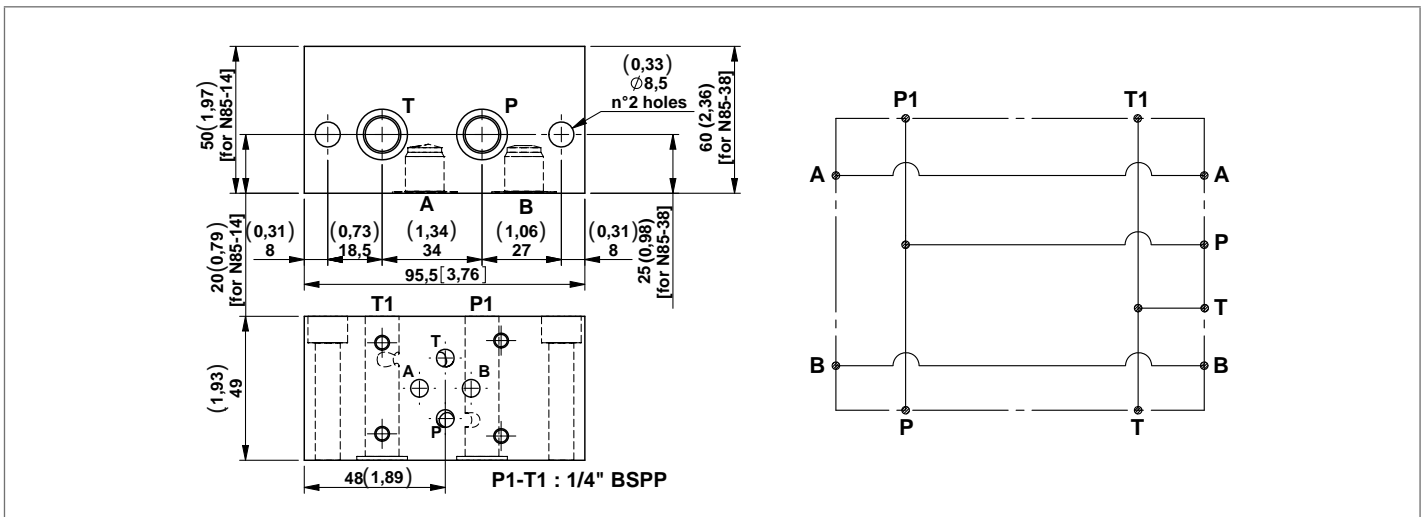 50(1,97)
[for N85-14]
T
P
(0,33)
Ø8,5
n°2 holes
60 (2,36)
[for N85-38]
A
B
(0,31)
8
(0,73)
18,5
(1,34)
34
(1,06)
27
(0,31)
8
20(0,79)
[for N85-14]
25 (0,98)
[for N85-38]
95,5[3,76]
T1
P1
T
A
B
P
(1,93)
49
48(1,89)
P1-T1 : 1/4" BSPP
P1
T1
A
A
P
T
B
B
P
T